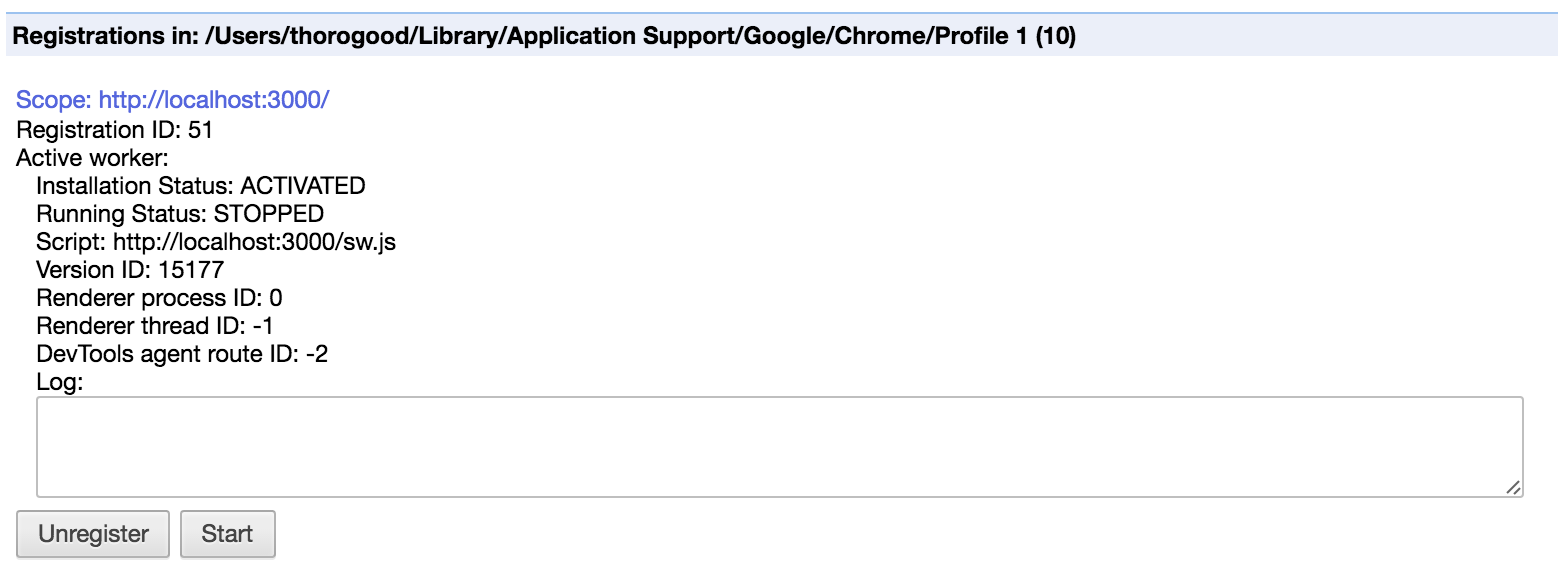 Registrations in: /Users/thorogood/Library/Application Support/Google/Chrome/Profile 1 (10)
Scope: http://localhost:3000/
Registration ID: 51
Active worker:
Installation Status: ACTIVATED
Running Status: STOPPED
Script: http://localhost:3000/sw.js
Version ID: 15177
Renderer process ID: 0
Renderer thread ID: -1
DevTools agent route ID: -2
Log:
Unregister Start